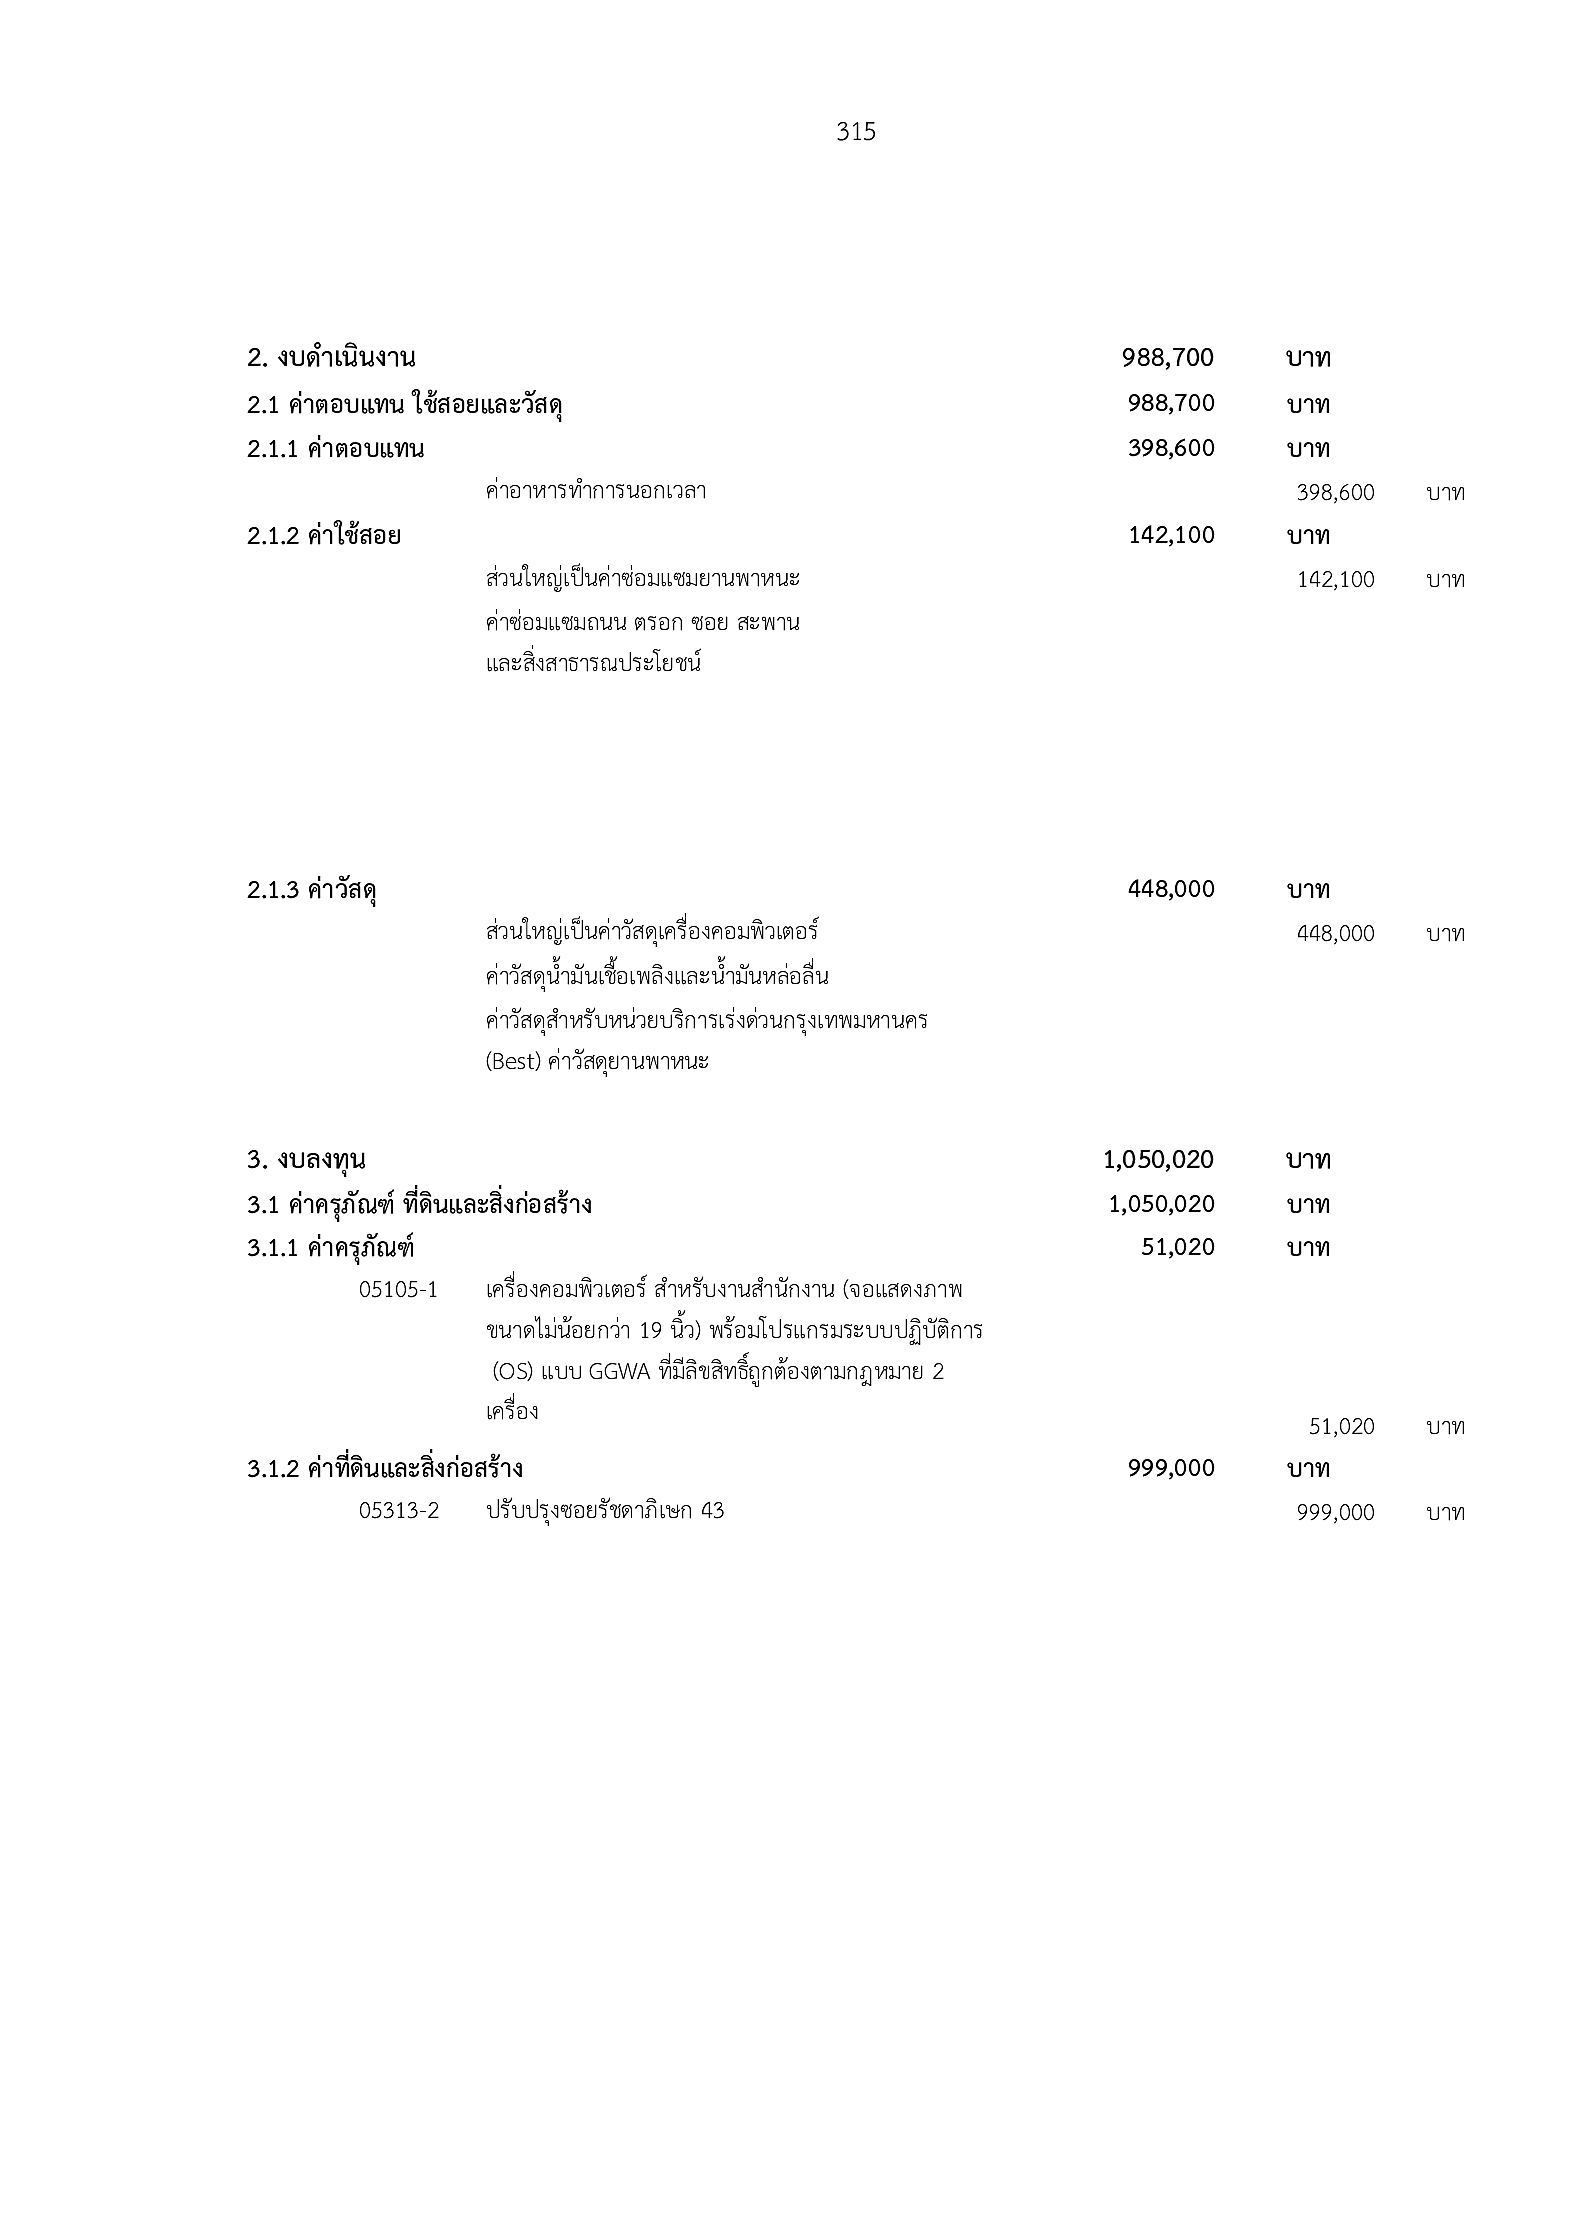 315
2. งบดำเนินงาน 988,700 บาท
2.1 ค่าตอบแทน ใช้สอยและวัสดุ 988,700 บาท
2.1.1 ค่าตอบแทน 398,600 บาท
ค่าอาหารทำการนอกเวลา 398,600 บาท
2.1.2 ค่าใช้สอย 142,100 บาท
ส่วนใหญ่เป็นค่าซ่อมแซมยานพาหนะ 142,100 บาท
ค่าซ่อมแซมถนน ตรอก ซอย สะพาน
และสิ่งสาธารณประโยชน์
2.1.3 ค่าวัสดุ 448,000 บาท
ส่วนใหญ่เป็นค่าวัสดุเครื่องคอมพิวเตอร์ 448,000 บาท
ค่าวัสดุน้ำมันเชื้อเพลิงและน้ำมันหล่อลื่น
ค่าวัสดุสำหรับหน่วยบริการเร่งด่วนกรุงเทพมหานคร
(Best) ค่าวัสดุยานพาหนะ
3. งบลงทุน 1,050,020 บาท
3.1 ค่าครุภัณฑ์ ที่ดินและสิ่งก่อสร้าง 1,050,020 บาท
3.1.1 ค่าครุภัณฑ์ 51,020 บาท
05105-1 เครื่องคอมพิวเตอร์ สำหรับงานสำนักงาน (จอแสดงภาพ
ขนาดไม่น้อยกว่า 19 นิ้ว) พร้อมโปรแกรมระบบปฏิบัติการ
(OS) แบบ GGWA ที่มีลิขสิทธิ์ถูกต้องตามกฎหมาย 2
เครื่อง 51,020 บาท
3.1.2 ค่าที่ดินและสิ่งก่อสร้าง 999,000 บาท
05313-2 ปรับปรุงซอยรัชดาภิเษก 43 999,000 บาท